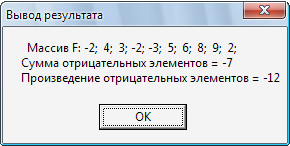 Вывод результата
Массив F: -2; 4; 3; -2; -3; 5; 6; 8; 9; 2;
Сумма отрицательных элементов = -7
Произведение отрицательных элементов = -12
OK